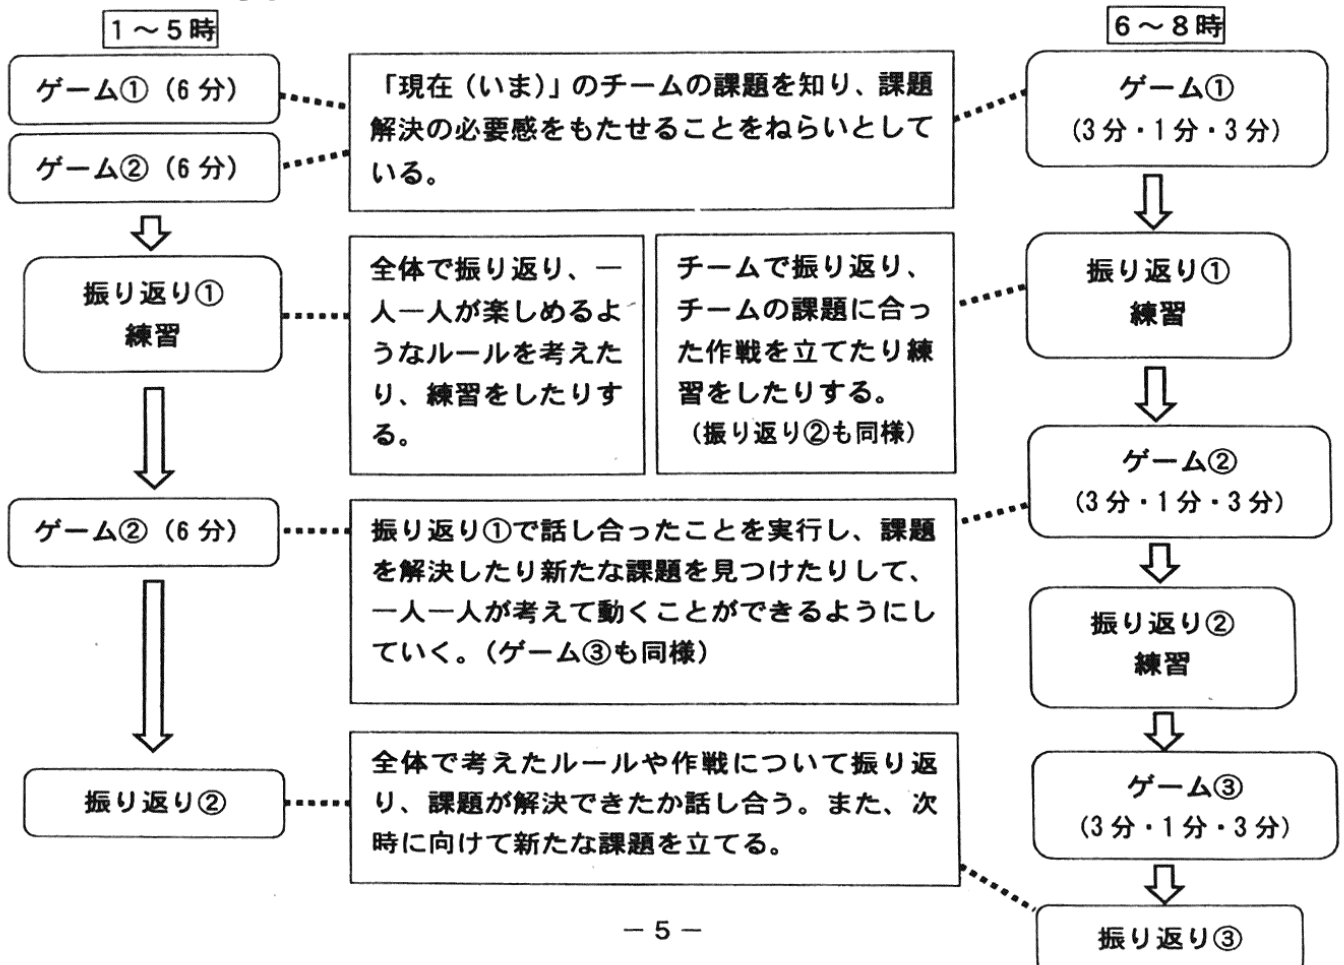 1～5時
ゲーム①（6分）
ゲーム②（6分）
振り返り①
練習
ゲーム②（6分）
振り返り②
「現在（いま）」のチームの課題を知り、課題
解決の必要感をもたせることをねらいとして
いる。
全体で振り返り、一
人一人が楽しめるよ
うなルールを考えた
り、練習をしたりす
る。
チームで振り返り、
チームの課題に合っ
た作戦を立てたり練
習をしたりする。
（振り返り②も同様）
振り返り①で話し合ったことを実行し、課題
を解決したり新たな課題を見つけたりして、
一人一人が考えて動くことができるようにし
ていく。（ゲーム③も同様）
全体で考えたルールや作戦について振り返
り、課題が解決できたか話し合う。また、次
時に向けて新たな課題を立てる。
6～8時
ゲーム①
（3分・1分・3分）
振り返り①
練習
ゲーム②
（3分・1分・3分）
振り返り②
練習
ゲーム③
（3分・1分・3分）
振り返り③
－5－